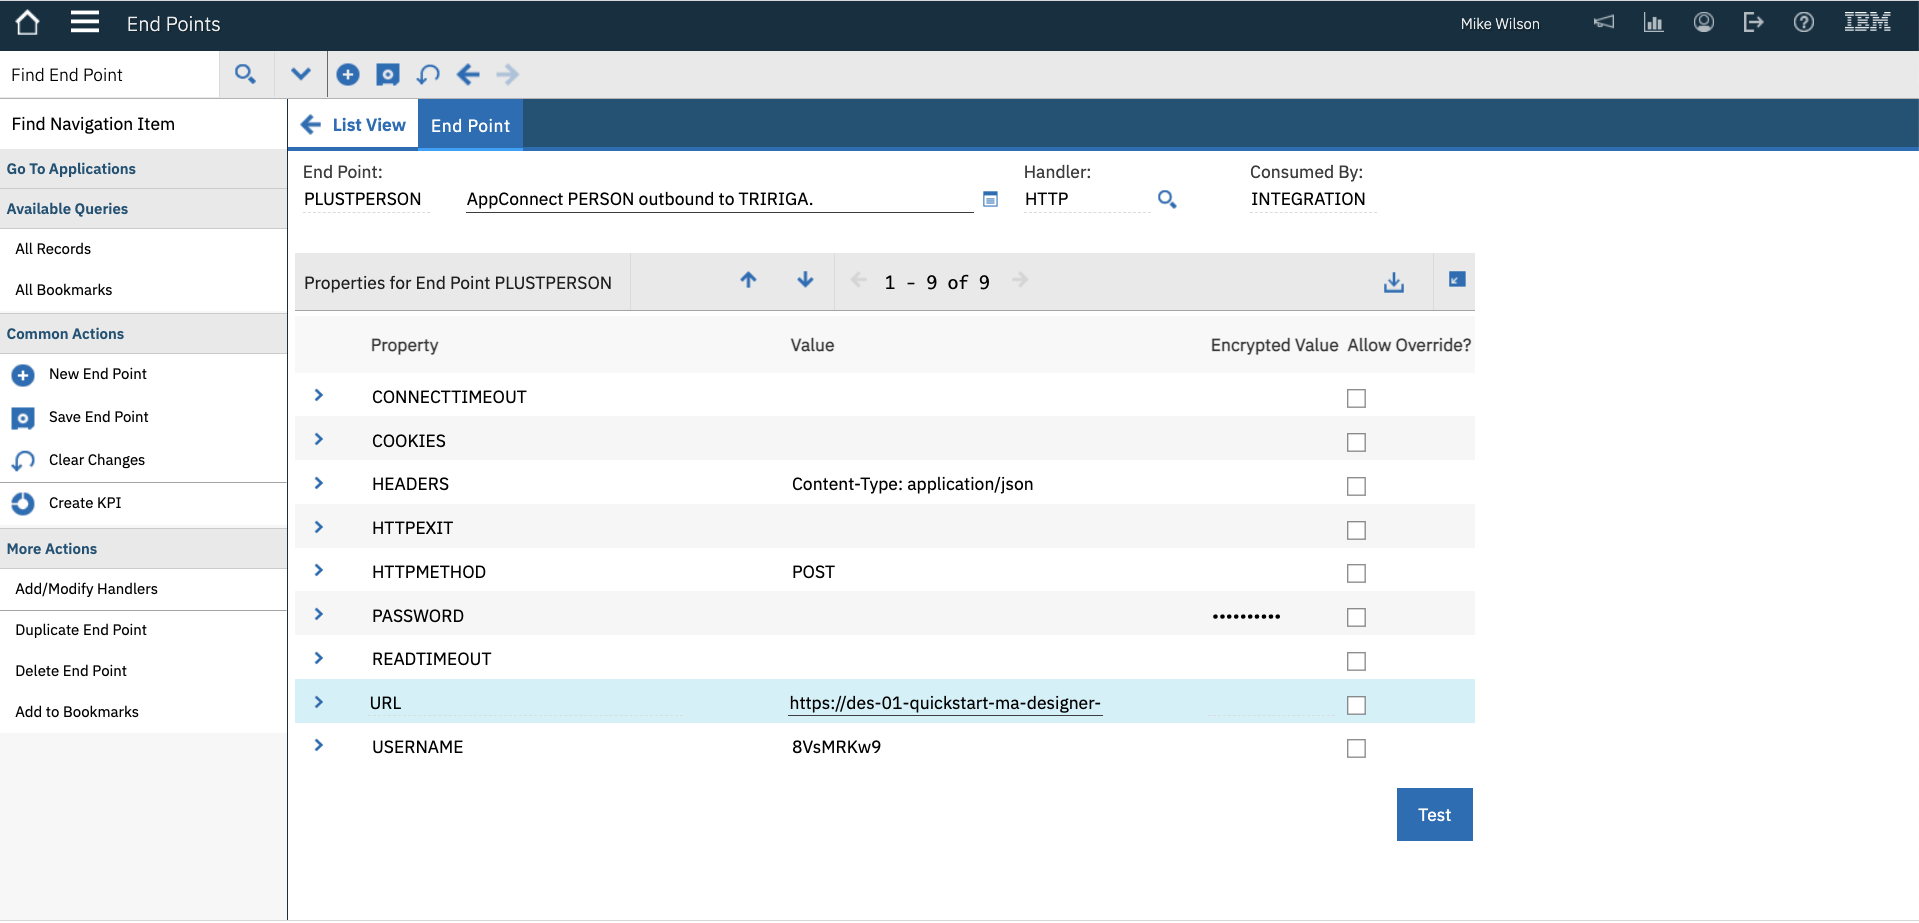 End Points
Mike Wilson
IBM
Find End Point
Find Navigation Item
Go To Applications
Available Queries
All Records
All Bookmarks
Common Actions
New End Point
Save End Point
Clear Changes
Create KPI
More Actions
Add/Modify Handlers
Duplicate End Point
Delete End Point
Add to Bookmarks
List View End Point
End Point: Handler: Consumed By:
PLUSTPERSON AppConnect PERSON outbound to TRIRIGA. HTTP INTEGRATION
Properties for End Point PLUSTPERSON 1 - 9 of 9
Property Value Encrypted Value Allow Override?
CONNECTTIMEOUT
COOKIES
HEADERS Content-Type: application/json
HTTPEXIT
HTTPMETHOD POST
PASSWORD ••••••••••
READTIMEOUT
URL https://des-01-quickstart-ma-designer-
USERNAME 8VsMRKw9
Test